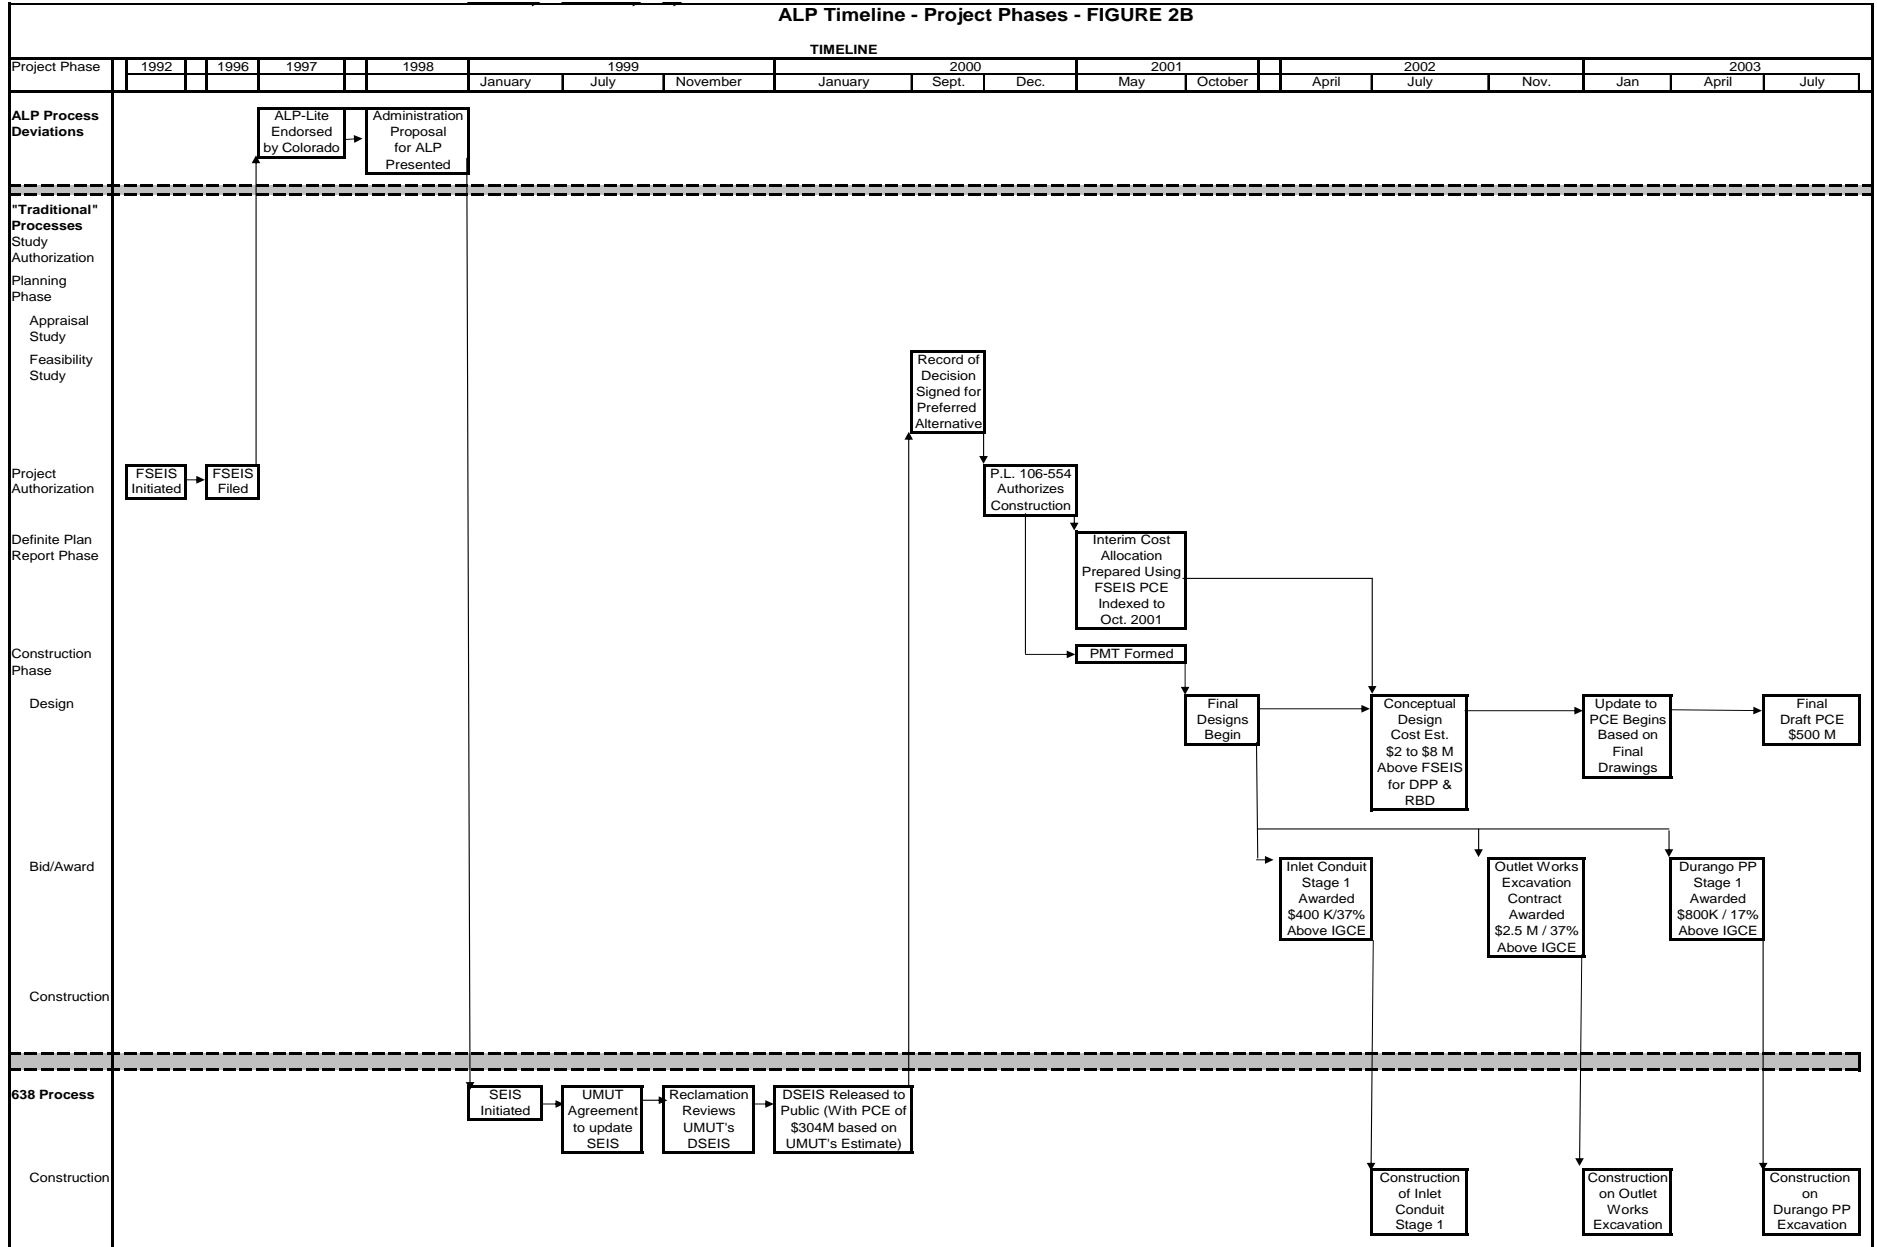 ALP Timeline - Project Phases - FIGURE 2B
TIMELINE
Project Phase 1992 1996 1997 1998 1999 2000 2001 2002 2003
January July November January Sept. Dec. May October April July Nov. Jan April July
ALP Process
Deviations
ALP-Lite
Endorsed
by Colorado
Administration
Proposal
for ALP
Presented
"Traditional"
Processes
Study
Authorization
Planning
Phase
Appraisal
Study
Feasibility
Study
Record of
Decision
Signed for
Preferred
Alternative
Project
Authorization
FSEIS
Initiated
FSEIS
Filed
P.L. 106-554
Authorizes
Construction
Definite Plan
Report Phase
Interim Cost
Allocation
Prepared Using
FSEIS PCE
Indexed to
Oct. 2001
Construction
Phase
PMT Formed
Design
Final
Designs
Begin
Conceptual
Design
Cost Est.
$2 to $8 M
Above FSEIS
for DPP &
RBD
Update to
PCE Begins
Based on
Final
Drawings
Final
Draft PCE
$500 M
Bid/Award
Inlet Conduit
Stage 1
Awarded
$400 K/37%
Above IGCE
Outlet Works
Excavation
Contract
Awarded
$2.5 M / 37%
Above IGCE
Durango PP
Stage 1
Awarded
$800K / 17%
Above IGCE
Construction
638 Process
SEIS
Initiated
UMUT
Agreement
to update
SEIS
Reclamation
Reviews
UMUT's
DSEIS
DSEIS Released to
Public (With PCE of
$304M based on
UMUT's Estimate)
Construction
Construction
of Inlet
Conduit
Stage 1
Construction
on Outlet
Works
Excavation
Construction
on
Durango PP
Excavation